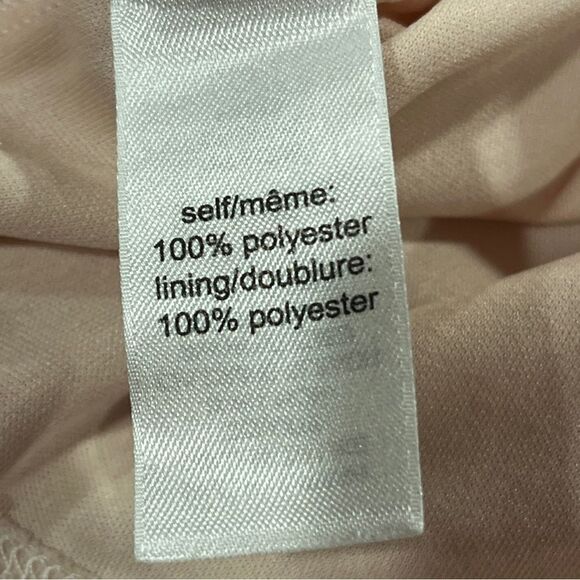 self/même:
100% polyester
lining/doublure:
100% polyester